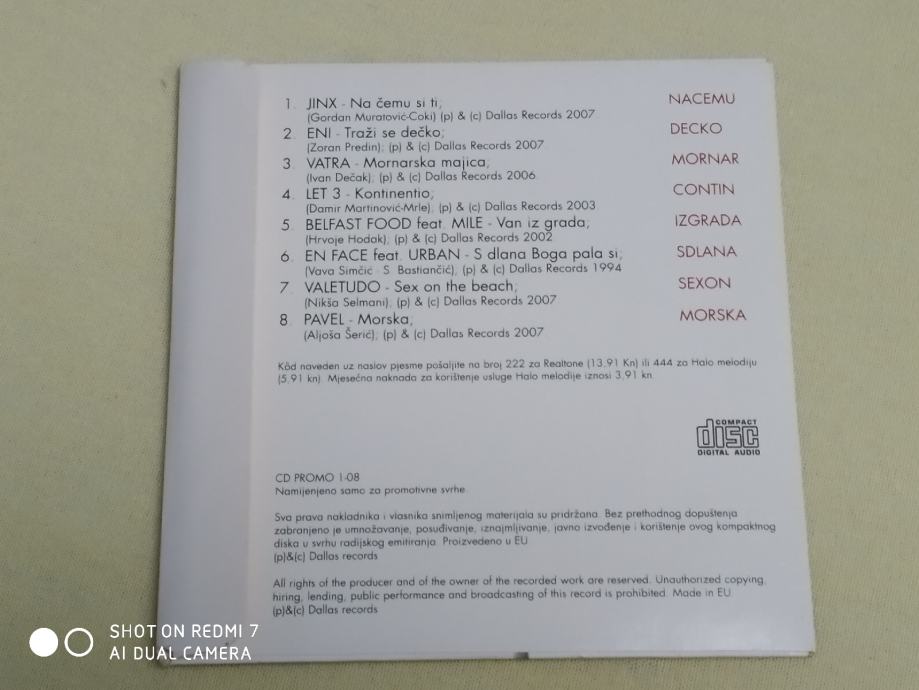 1. JINX - Na čemu si ti; NACEMU
(Gordan Muratović-Coki) (p) & (c) Dallas Records 2007
2. ENI - Traži se dečko; DECKO
(Zoran Predin); (p) & (c) Dallas Records 2007
3. VATRA - Mornarska majica; MORNAR
(Ivan Dečak); (p) & (c) Dallas Records 2006
4. LET 3 - Kontinentio; CONTIN
(Damir Martinović-Mrle); (p) & (c) Dallas Records 2003
5. BELFAST FOOD feat. MILE - Van iz grada; IZGRADA
(Hrvoje Hodak); (p) & (c) Dallas Records 2002
6. EN FACE feat. URBAN - S dlana Boga pala si; SDLANA
(Vava Simčić - S. Bastiančić); (p) & (c) Dallas Records 1994
7. VALETUDO - Sex on the beach; SEXON
(Nikša Selmani); (p) & (c) Dallas Records 2007
8. PAVEL - Morska; MORSKA
(Aljoša Šerić); (p) & (c) Dallas Records 2007
Kôd naveden uz naslov pjesme pošaljite na broj 222 za Realtone (13,91 Kn) ili 444 za Halo melodiju
(5,91 kn). Mjesečna naknada za korištenje usluge Halo melodije iznosi 3,91 kn.
COMPACT
disc
DIGITAL AUDIO
CD PROMO 1-08
Namijenjeno samo za promotivne svrhe.
Sva prava nakladnika i vlasnika snimljenog materijala su pridržana. Bez prethodnog dopuštenja
zabranjeno je umnožavanje, posuđivanje, iznajmljivanje, javno izvođenje i korištenje ovog kompaktnog
diska u svrhu radijskog emitiranja. Proizvedeno u EU.
(p)&(c) Dallas records
All rights of the producer and of the owner of the recorded work are reserved. Unauthorized copying,
hiring, lending, public performance and broadcasting of this record is prohibited. Made in EU.
(p)&(c) Dallas records
SHOT ON REDMI 7
AI DUAL CAMERA